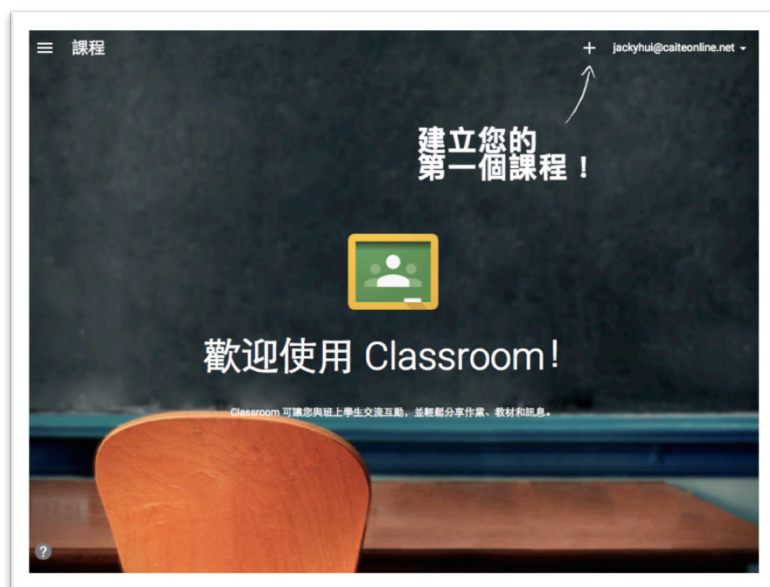 課程
+ jackyhui@caiteonline.net
建立您的
第一個課程！
歡迎使用 Classroom！
Classroom 可讓您與班上學生交流互動，並輕鬆分享作業、教材和訊息。
?